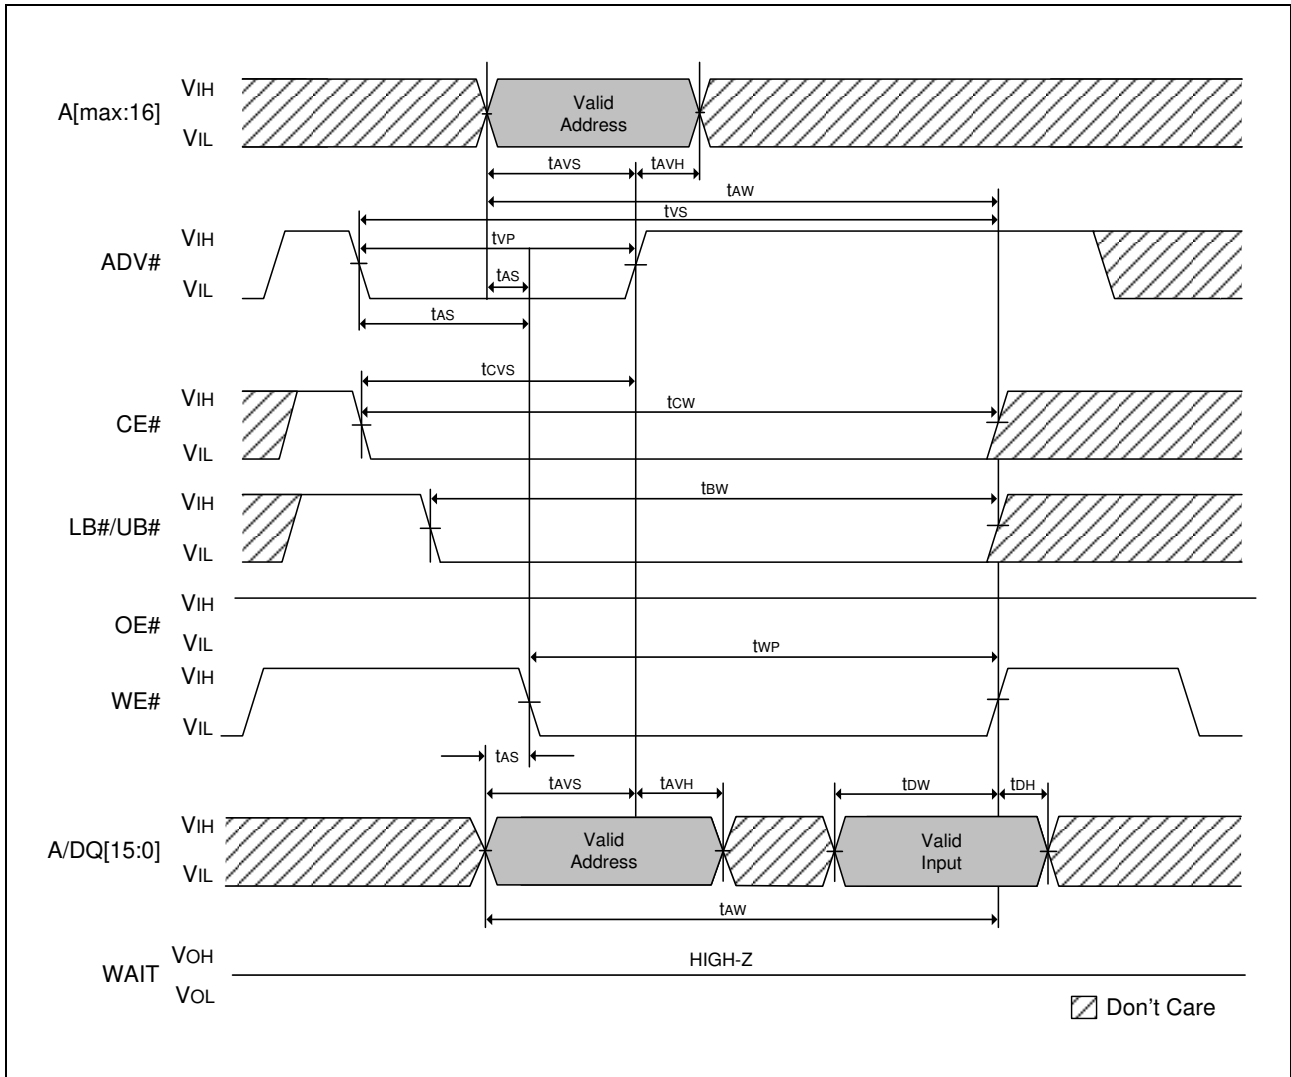 VIH
A[max:16]
VIL
Valid
Address
tAVS
tAVH
tAW
tVS
VIH
tVP
ADV#
VIL
tAS
tAS
tCVS
VIH
tCW
CE#
VIL
VIH
tBW
LB#/UB#
VIL
VIH
OE#
VIL
tWP
VIH
WE#
VIL
tAS
tAVS
tAVH
tDW
tDH
VIH
A/DQ[15:0]
VIL
Valid
Address
Valid
Input
tAW
VOH
HIGH-Z
WAIT
VOL
Don't Care